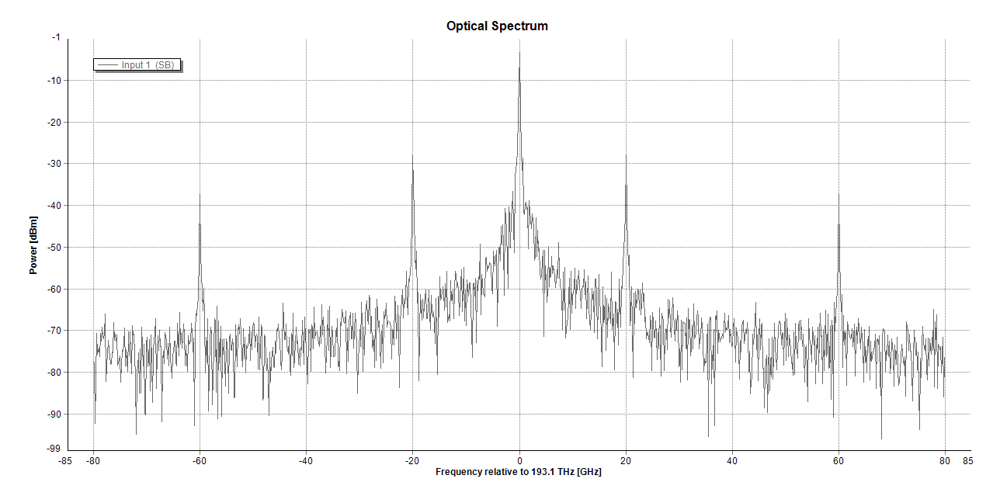 Optical Spectrum
-1
Input 1 (SB)
-10
-20
-30
-40
-50
-60
-70
-80
-90
-99
Power [dBm]
-85 -80 -60 -40 -20 0 20 40 60 80 85
Frequency relative to 193.1 THz [GHz]